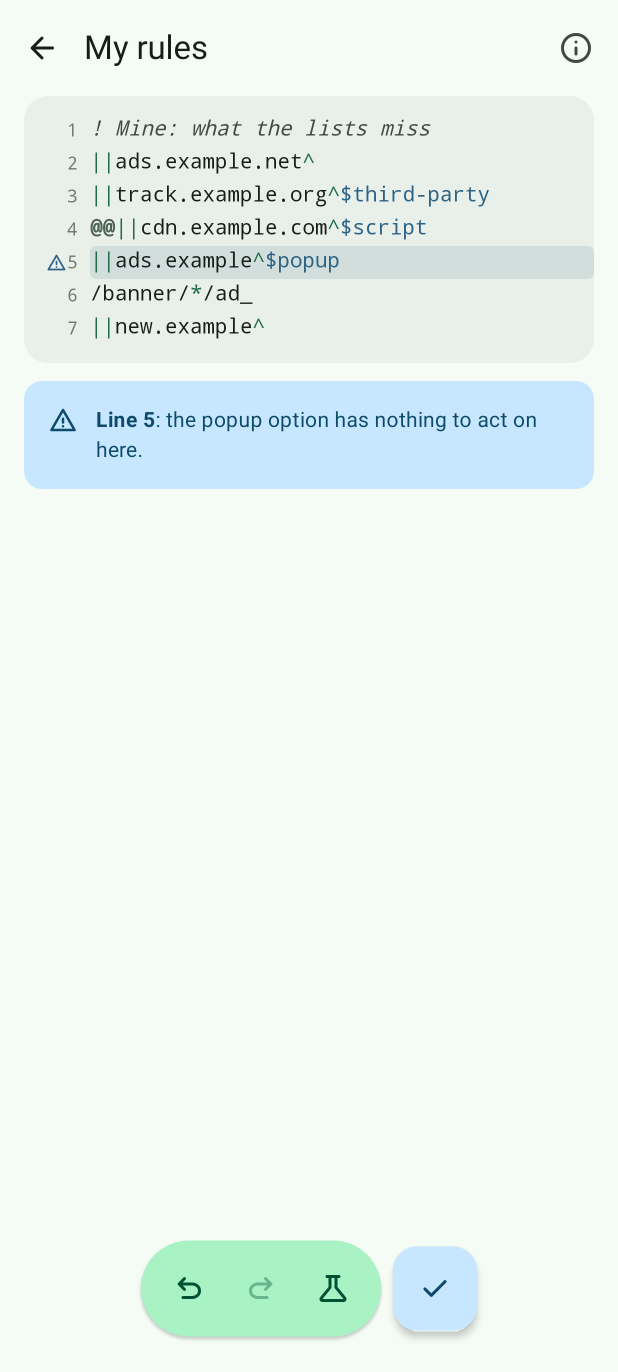 My rules
1 ! Mine: what the lists miss
2 ||ads.example.net^
3 ||track.example.org^$third-party
4 @@||cdn.example.com^$script
5 ||ads.example^$popup
6 /banner/*/ad_
7 ||new.example^
Line 5: the popup option has nothing to act on
here.